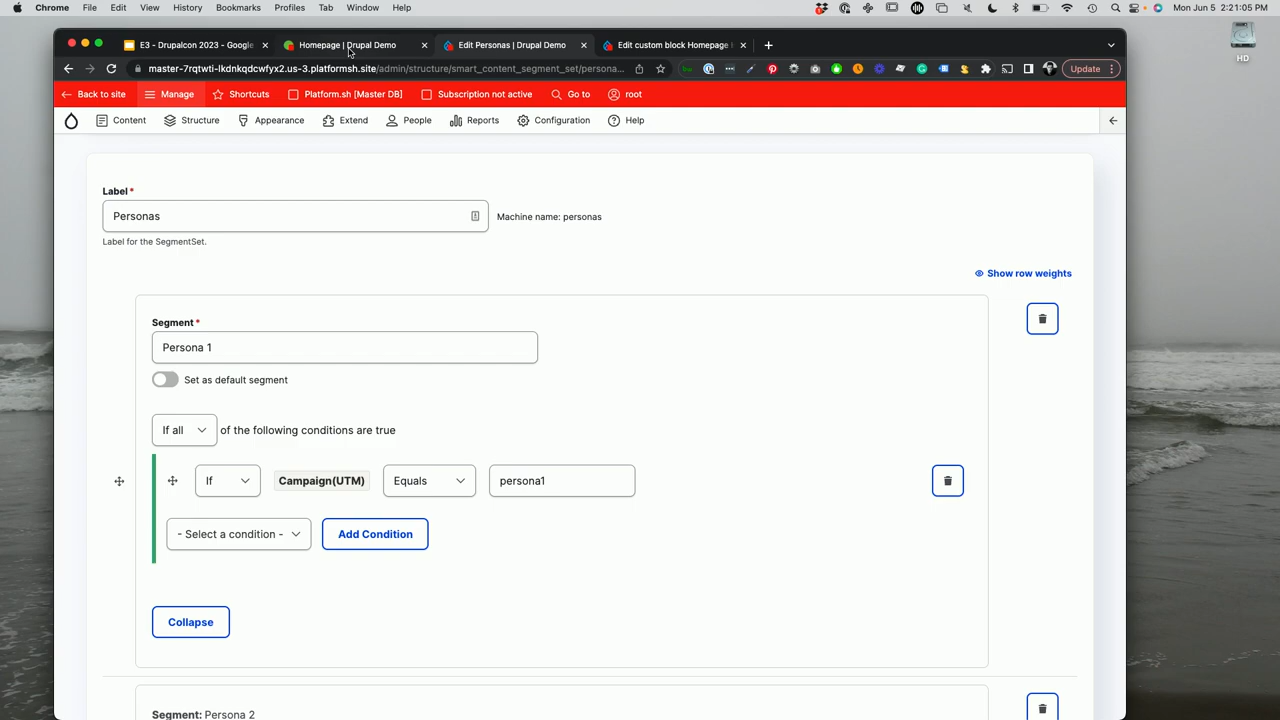 Chrome File Edit View History Bookmarks Profiles Tab Window Help Mon Jun 5 2:21:05 PM
E3 - Drupalcon 2023 - Google Homepage | Drupal Demo Edit Personas | Drupal Demo Edit custom block Homepage
master-7rqtwti-lkdnkqdcwfyx2.us-3.platformsh.site/admin/structure/smart_content_segment_set/persona... Update
Back to site Manage Shortcuts Platform.sh [Master DB] Subscription not active Go to root
Content Structure Appearance Extend People Reports Configuration Help
HD
Label*
Personas Machine name: personas
Label for the SegmentSet.
Show row weights
Segment*
Persona 1
Set as default segment
If all of the following conditions are true
If Campaign(UTM) Equals persona1
- Select a condition - Add Condition
Collapse
Segment: Persona 2